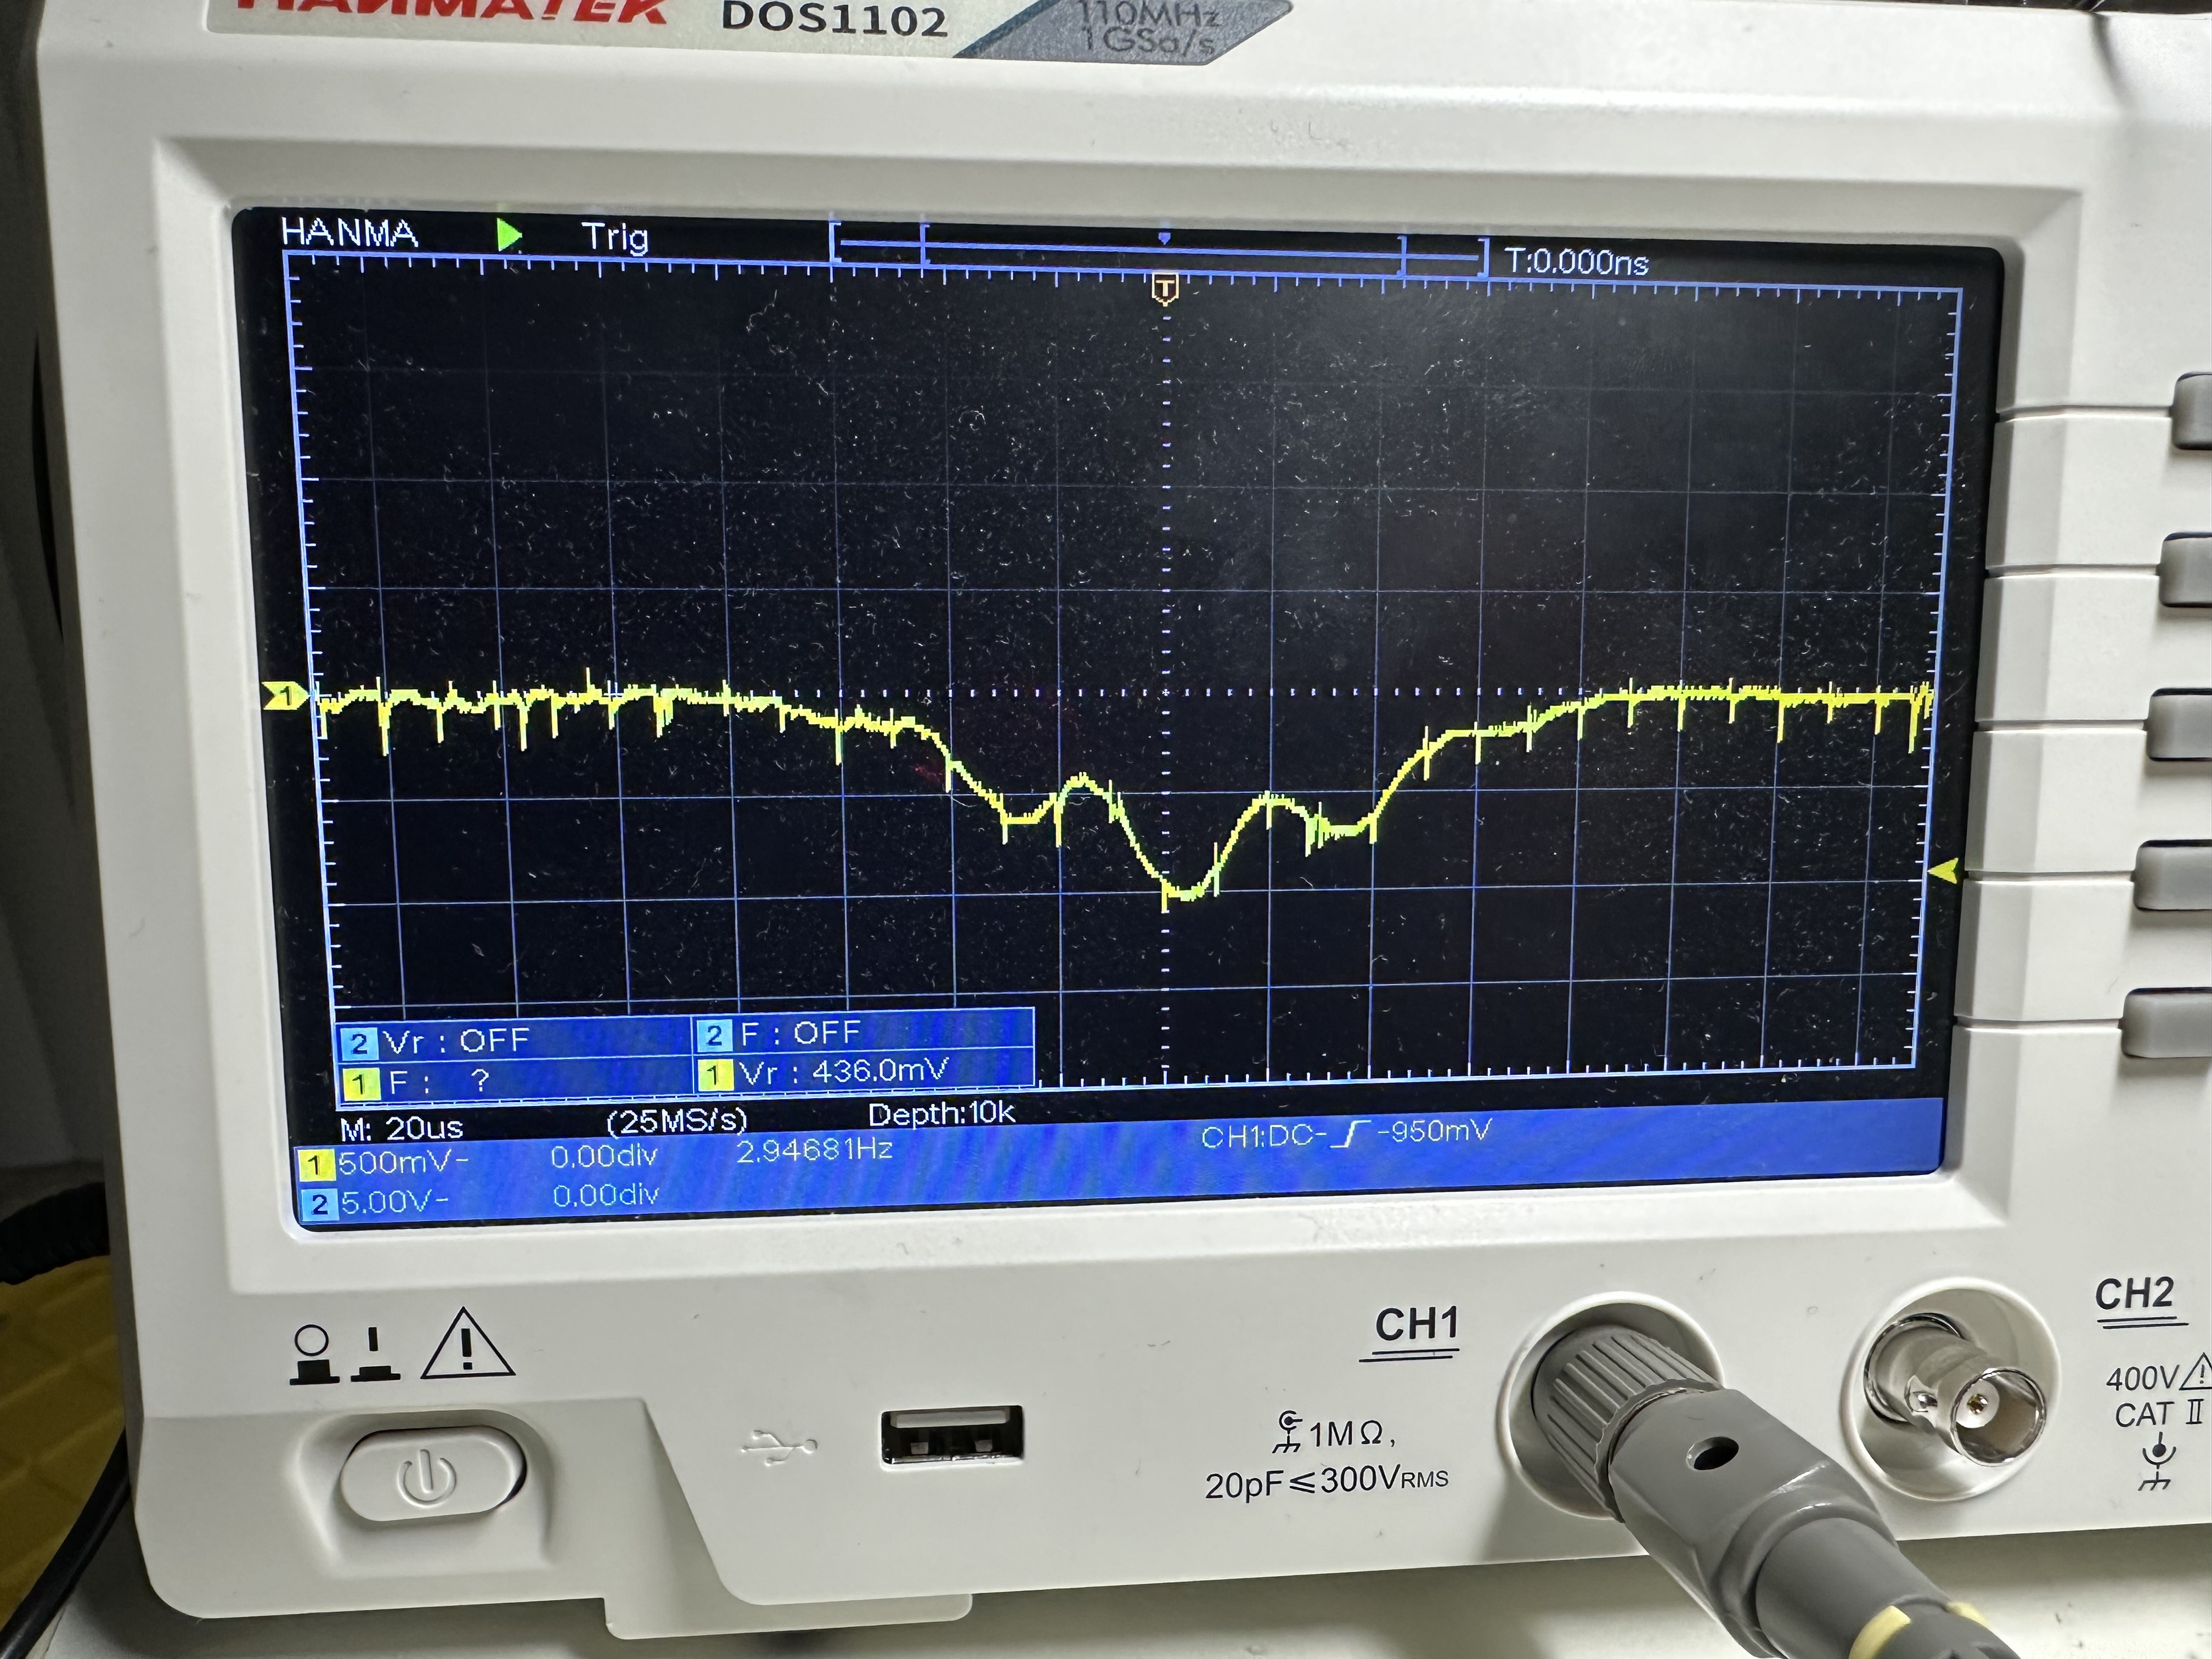 HANMATEK DOS1102 110MHz
1GSa/s
HANMA Trig T:0.000ns
T
1
2 Vr : OFF 2 F : OFF
1 F : ? 1 Vr : 436.0mV
M: 20us (25MS/s) Depth:10k
1 500mV- 0.00div 2.94681Hz CH1:DC- -950mV
2 5.00V- 0.00div
CH1
1MΩ,
20pF≤300VRMS
CH2
400V
CAT II